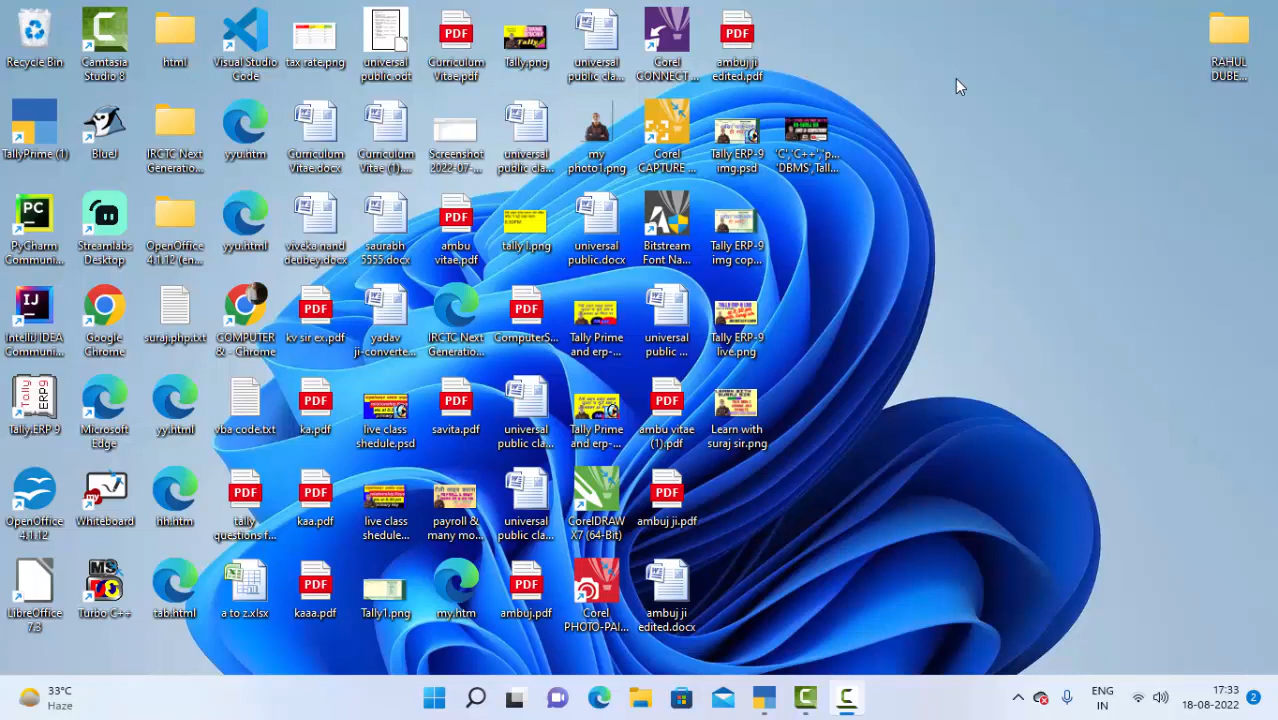 Recycle Bin
Camtasia
Studio 8
html
Visual Studio
Code
tax rate.png
universal
public.odt
Curriculum
Vitae.pdf
Tally.png
universal
public cla...
Corel
CONNECT ...
ambuj ji
edited.pdf
RAHUL
DUBE...
TallyPrime (1)
BlueJ
IRCTC Next
Generatio...
yyu.htm
Curriculum
Vitae.docx
Curriculum
Vitae (1)....
Screenshot
2022-07-...
universal
public cla...
my
photo1.png
Corel
CAPTURE ...
Tally ERP-9
img.psd
'C','C++','p...
'DBMS',Tall...
PyCharm
Communi...
Streamlabs
Desktop
OpenOffice
4.1.12 (en...
yyu.html
viveka nand
deubey.docx
saurabh
5555.docx
ambu
vitae.pdf
tally l.png
universal
public.docx
Bitstream
Font Na...
Tally ERP-9
img cop...
IntelliJ IDEA
Communi...
Google
Chrome
suraj.php.txt
COMPUTER
& - Chrome
kv sir ex.pdf
yadav
ji-converte...
IRCTC Next
Generatio...
ComputerS...
Tally Prime
and erp-...
universal
public ...
Tally ERP-9
live.png
Tally.ERP 9
Microsoft
Edge
yy.html
vba code.txt
ka.pdf
live class
shedule.psd
savita.pdf
universal
public cla...
Tally Prime
and erp-...
ambu vitae
(1).pdf
Learn with
suraj sir.png
OpenOffice
4.1.12
Whiteboard
hh.htm
tally
questions f...
kaa.pdf
live class
shedule...
payroll &
many mo...
universal
public cla...
CorelDRAW
X7 (64-Bit)
ambuj ji.pdf
LibreOffice
7.3
Turbo C++
tab.html
a to z.xlsx
kaaa.pdf
Tally1.png
my.htm
ambuj.pdf
Corel
PHOTO-PAI...
ambuj ji
edited.docx
33°C
Haze
ENG
IN
17:33
18-08-2022
2